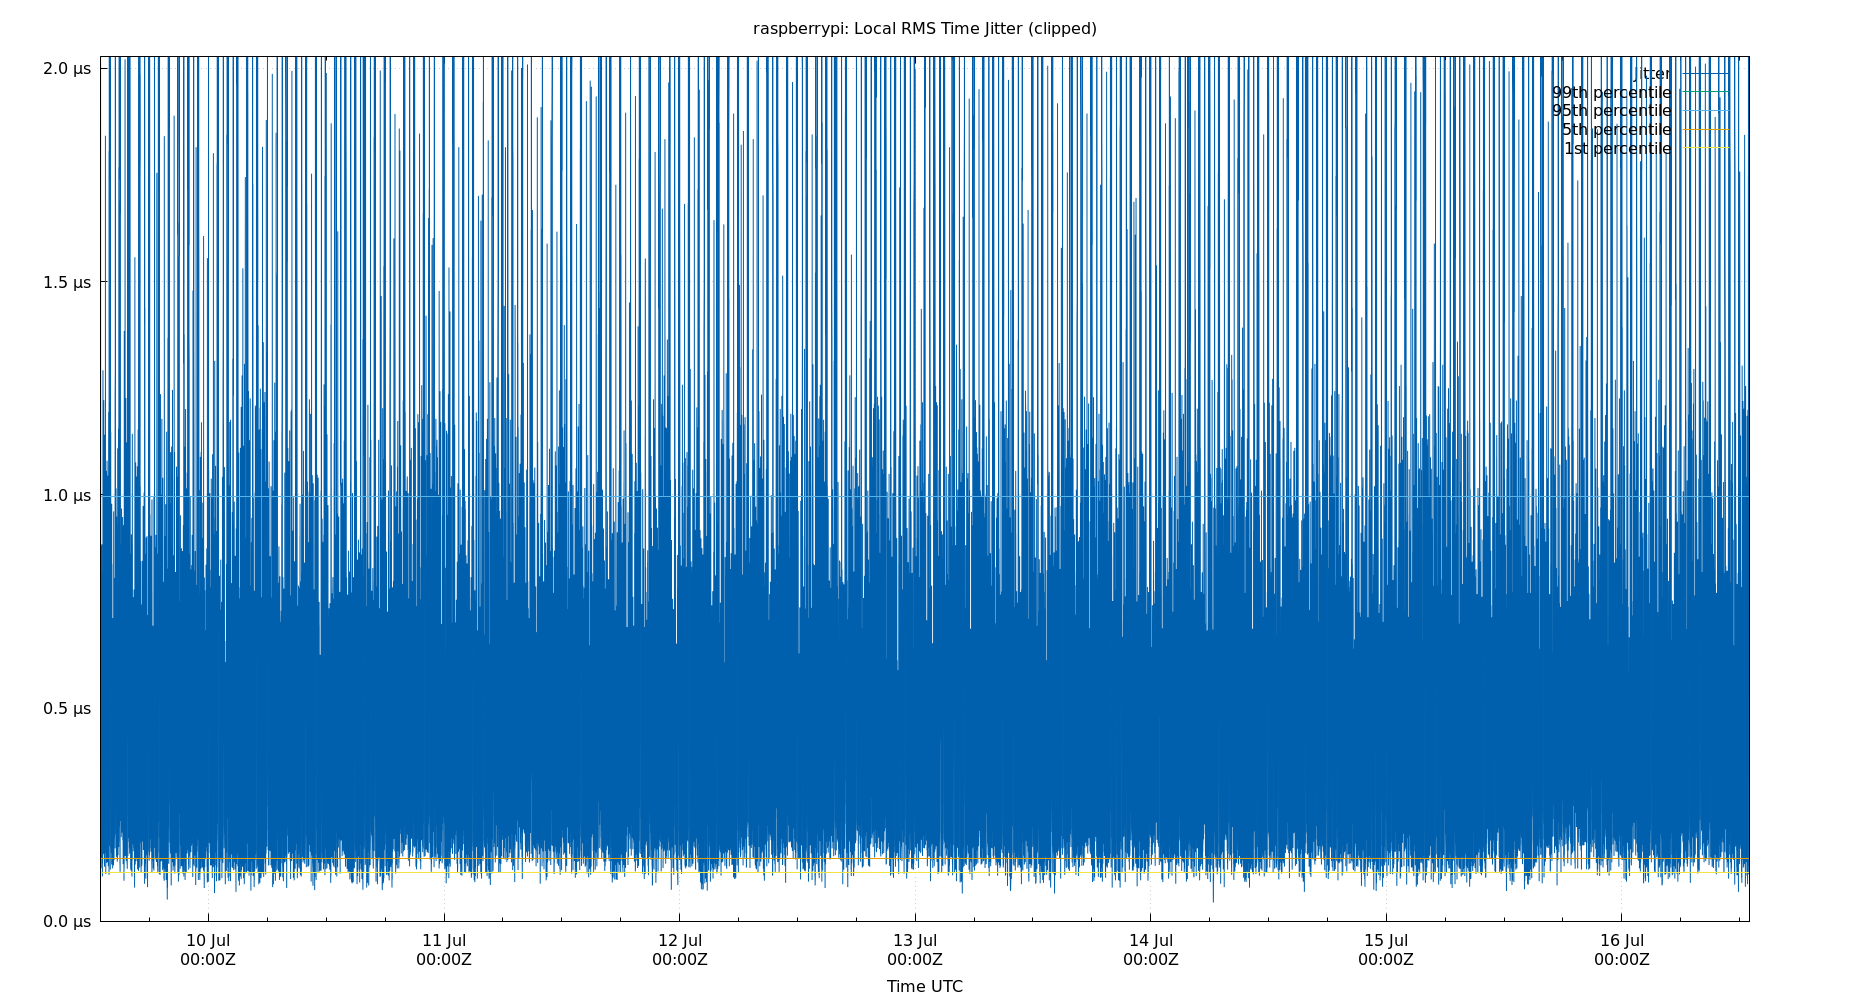 raspberrypi: Local RMS Time Jitter (clipped)
2.0 μs
1.5 μs
1.0 μs
0.5 μs
0.0 μs
Jitter
99th percentile
95th percentile
5th percentile
1st percentile
10 Jul 11 Jul 12 Jul 13 Jul 14 Jul 15 Jul 16 Jul
00:00Z 00:00Z 00:00Z 00:00Z 00:00Z 00:00Z 00:00Z
Time UTC